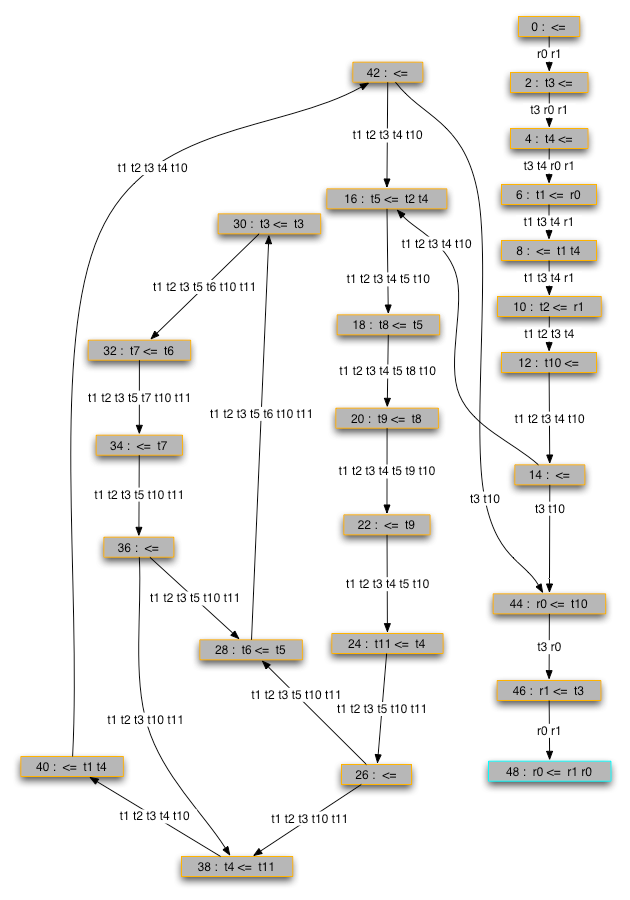 0 : <=
r0 r1
2 : t3 <=
t3 r0 r1
4 : t4 <=
t3 t4 r0 r1
6 : t1 <= r0
t1 t3 t4 r1
8 : <= t1 t4
t1 t3 t4 r1
10 : t2 <= r1
t1 t2 t3 t4
12 : t10 <=
t1 t2 t3 t4 t10
14 : <=
t3 t10
t1 t2 t3 t4 t10
42 : <=
t1 t2 t3 t4 t10
t3 t10
16 : t5 <= t2 t4
t1 t2 t3 t4 t5 t10
18 : t8 <= t5
t1 t2 t3 t4 t5 t8 t10
20 : t9 <= t8
t1 t2 t3 t4 t5 t9 t10
22 : <= t9
t1 t2 t3 t4 t5 t10
24 : t11 <= t4
t1 t2 t3 t5 t10 t11
26 : <=
t1 t2 t3 t5 t10 t11
t1 t2 t3 t10 t11
28 : t6 <= t5
t1 t2 t3 t5 t6 t10 t11
30 : t3 <= t3
t1 t2 t3 t5 t6 t10 t11
32 : t7 <= t6
t1 t2 t3 t5 t7 t10 t11
34 : <= t7
t1 t2 t3 t5 t10 t11
36 : <=
t1 t2 t3 t5 t10 t11
t1 t2 t3 t10 t11
38 : t4 <= t11
t1 t2 t3 t4 t10
40 : <= t1 t4
t1 t2 t3 t4 t10
44 : r0 <= t10
t3 r0
46 : r1 <= t3
r0 r1
48 : r0 <= r1 r0